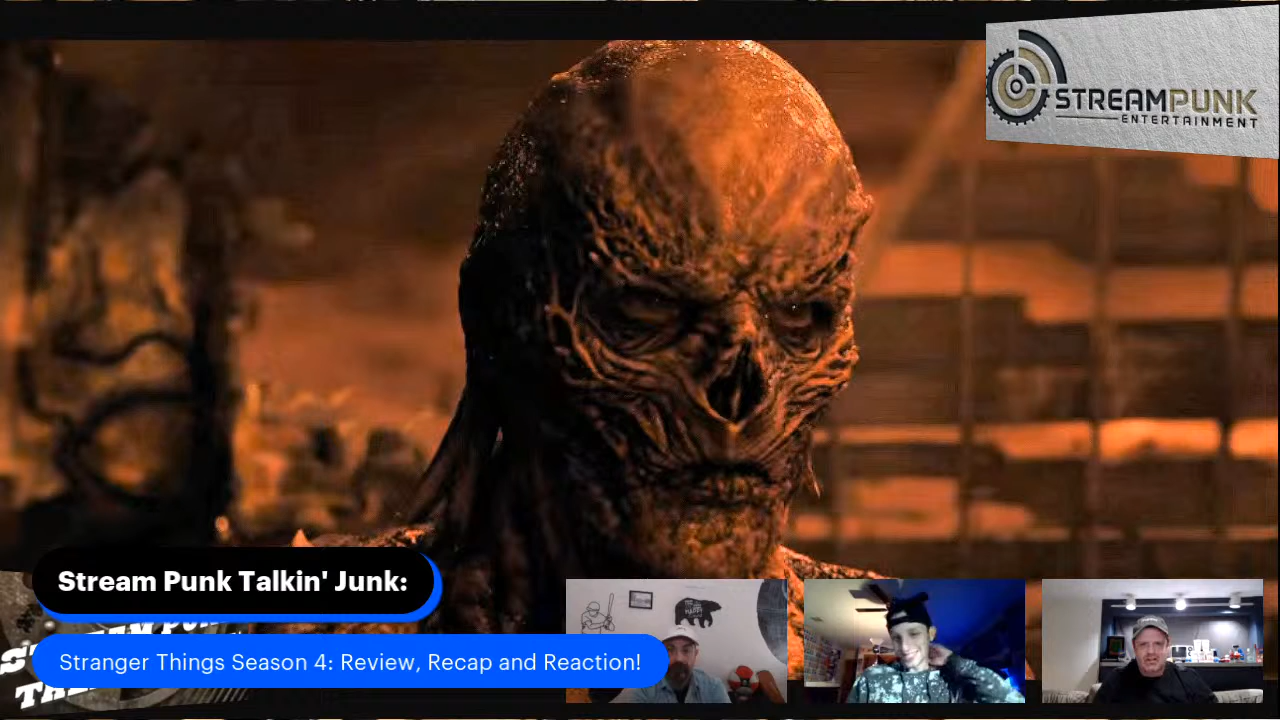 STREAMPUNK
ENTERTAINMENT
Stream Punk Talkin' Junk:
Stranger Things Season 4: Review, Recap and Reaction!